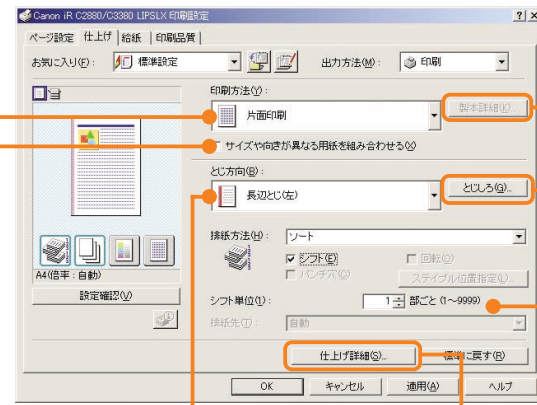 Canon iR C2880/C3380 LIPSLX 印刷設定
ページ設定 仕上げ 給紙 印刷品質
お気に入り(F): 標準設定 出力方法(M): 印刷
印刷方法(Y):
片面印刷 製本詳細(K)...
サイズや向きが異なる用紙を組み合わせる(X)
とじ方向(B):
長辺とじ(左) とじしろ(G)...
排紙方法(H): ソート
シフト(E) 回転(O)
パンチ穴(C) ステイプル位置指定(L)...
A4(倍率:自動)
設定確認(V)
シフト単位(1): 1 部ごと (1~9999)
排紙先(T): 自動
仕上げ詳細(S)... 標準に戻す(R)
OK キャンセル 適用(A) ヘルプ